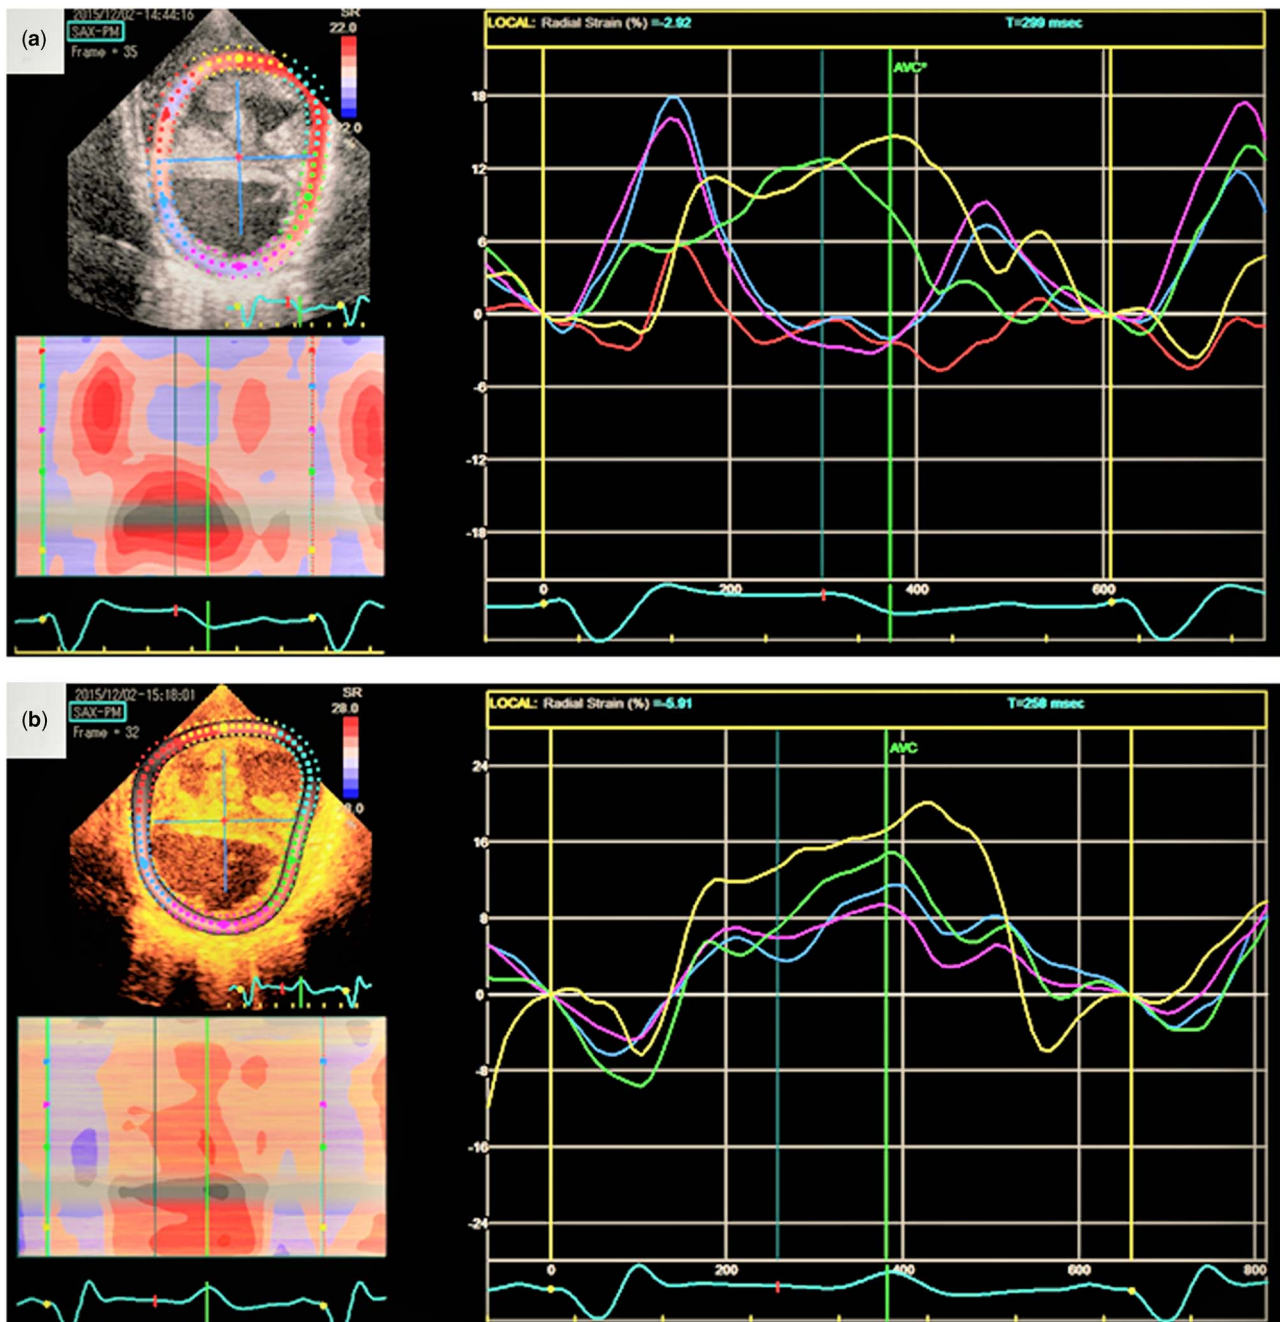 (a)
2015/12/02-14:44:16
SAX-PM
Frame = 35
SR
22.0
22.0
LOCAL: Radial Strain (%) =-2.92
T=299 msec
AVC*
18
12
6
0
-6
-12
-18
0
200
400
600
(b)
2015/12/02-15:18:01
SAX-PM
Frame = 32
SR
28.0
LOCAL: Radial Strain (%) =-5.91
T=258 msec
AVC
24
16
8
0
-8
-16
-24
0
200
400
600
800